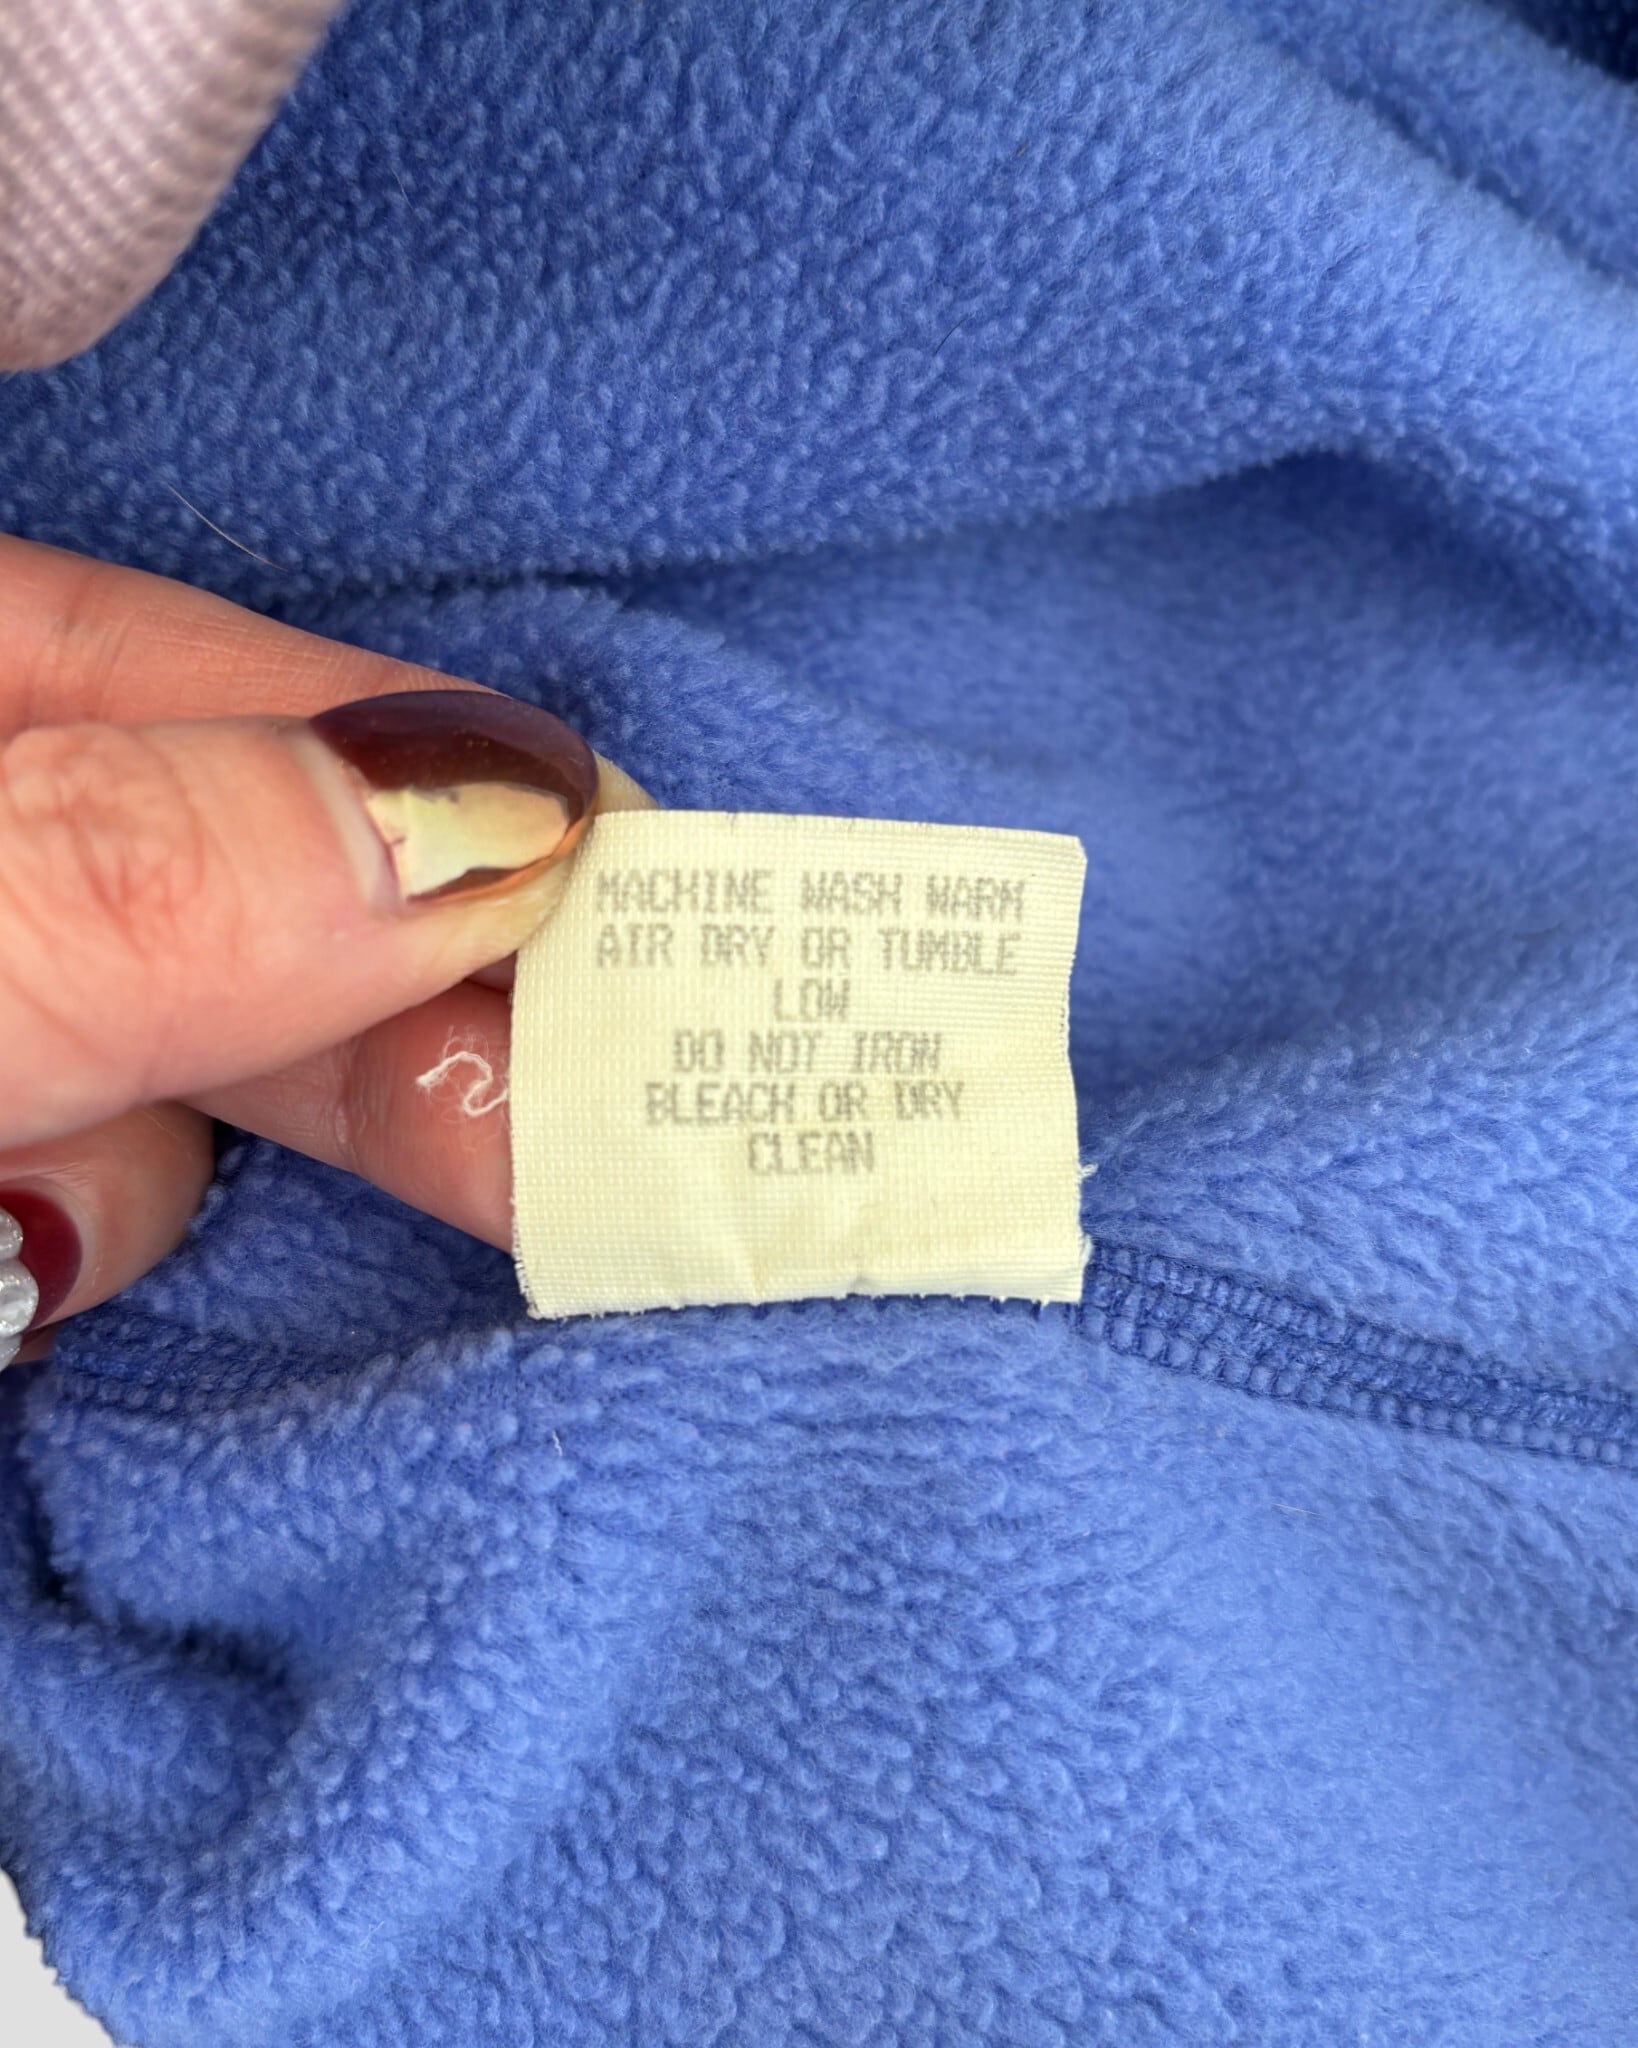 MACHINE WASH WARM
AIR DRY OR TUMBLE
LOW
DO NOT IRON
BLEACH OR DRY
CLEAN